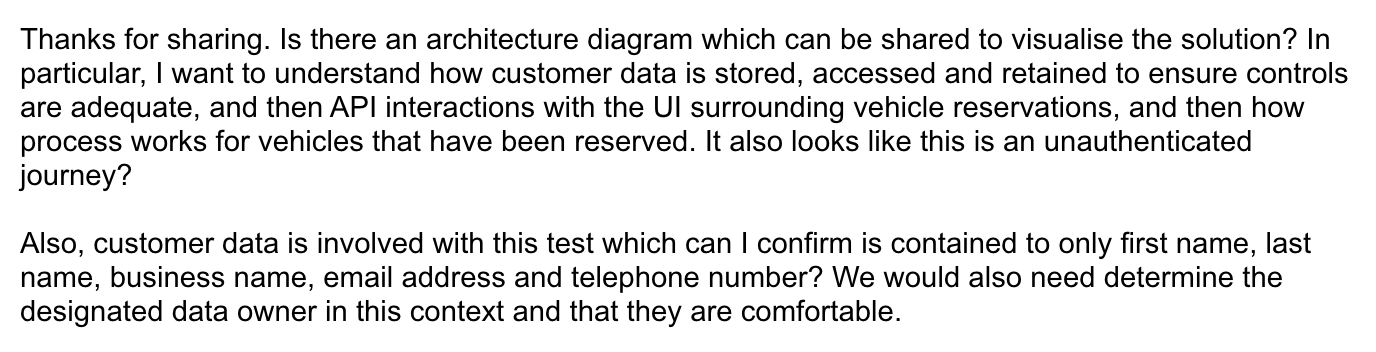 Thanks for sharing. Is there an architecture diagram which can be shared to visualise the solution? In
particular, I want to understand how customer data is stored, accessed and retained to ensure controls
are adequate, and then API interactions with the UI surrounding vehicle reservations, and then how
process works for vehicles that have been reserved. It also looks like this is an unauthenticated
journey?
Also, customer data is involved with this test which can I confirm is contained to only first name, last
name, business name, email address and telephone number? We would also need determine the
designated data owner in this context and that they are comfortable.